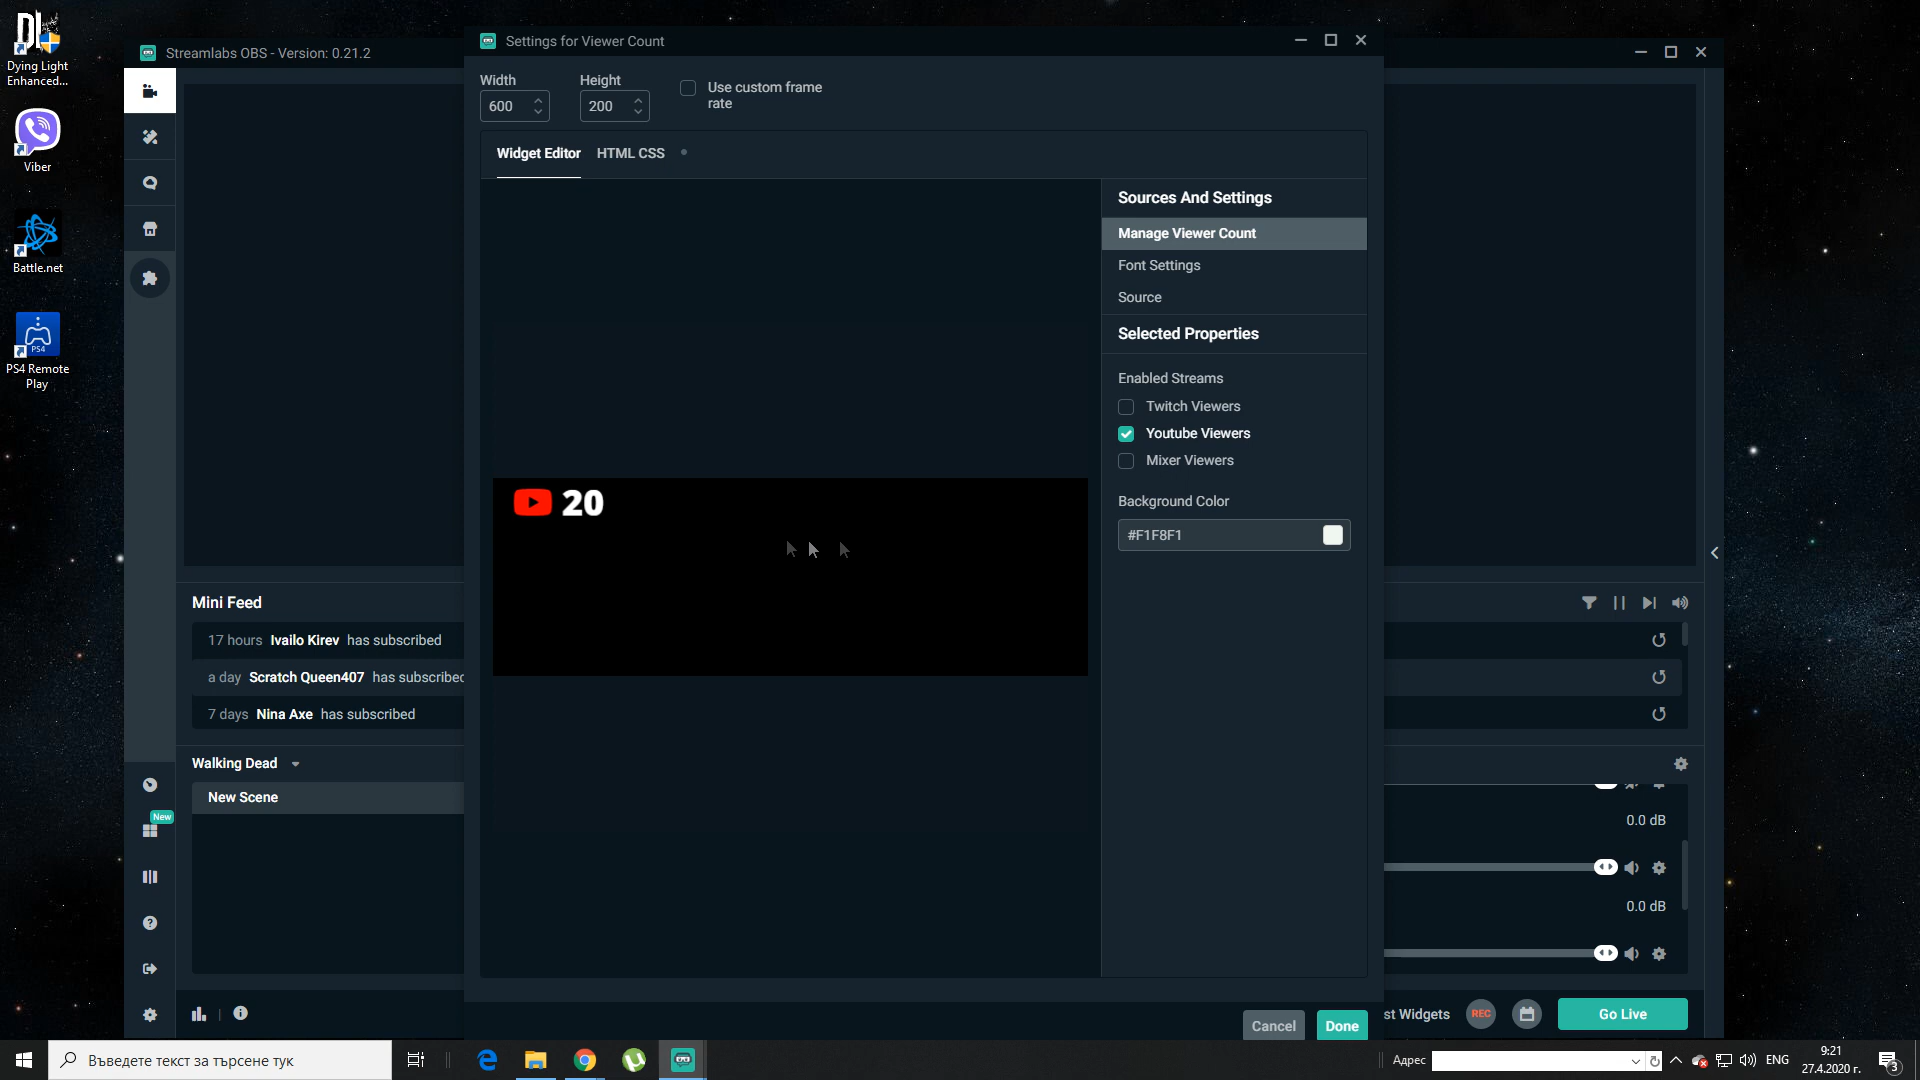 Dying Light
Enhanced...
Viber
Battle.net
PS4
PS4 Remote
Play
Streamlabs OBS - Version: 0.21.2
Settings for Viewer Count
Width
Height
600
200
Use custom frame
rate
Widget Editor
HTML CSS
Sources And Settings
Manage Viewer Count
Font Settings
Source
Selected Properties
Enabled Streams
Twitch Viewers
Youtube Viewers
Mixer Viewers
Background Color
#F1F8F1
20
Mini Feed
17 hours Ivailo Kirev has subscribed
a day Scratch Queen407 has subscribed
7 days Nina Axe has subscribed
Walking Dead
New Scene
New
0.0 dB
0.0 dB
Cancel
Done
st Widgets
REC
Go Live
Въведете текст за търсене тук
Адрес
ENG
9:21
27.4.2020 г.
3